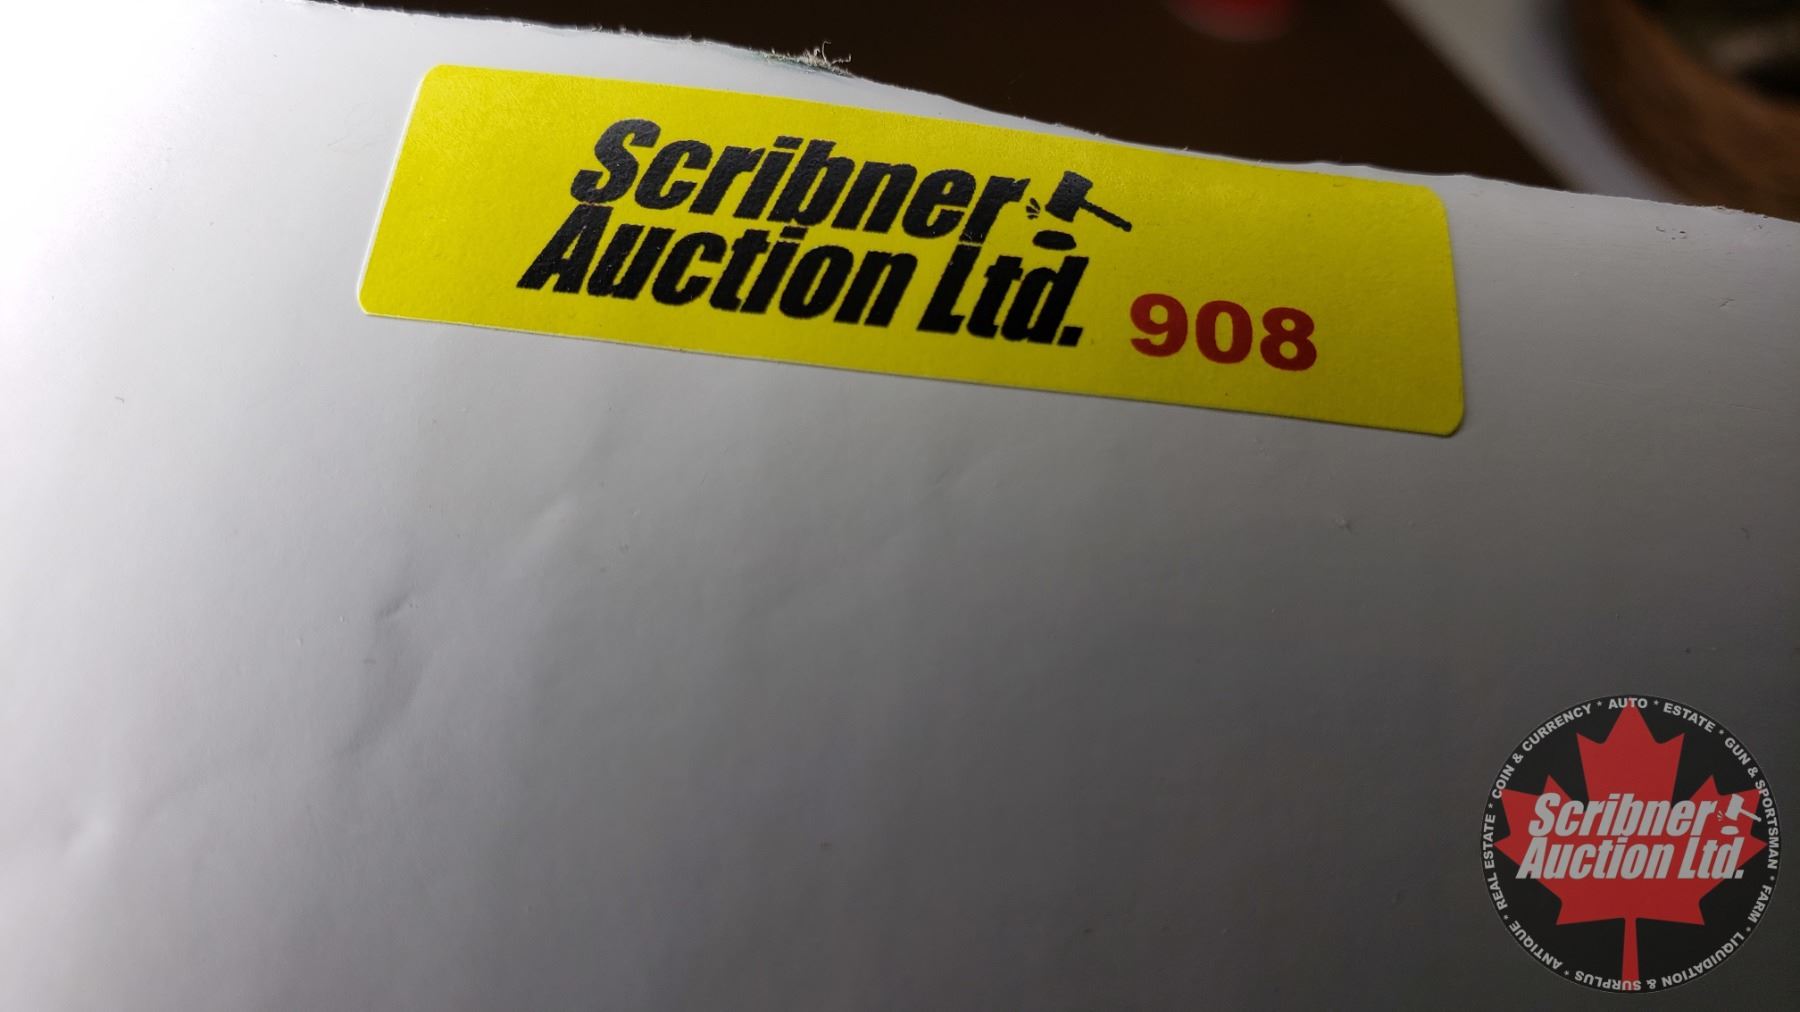 Scribner
Auction Ltd.
908
COIN & CURRENCY * AUTO * ESTATE * GUN & SPORTSMAN * FARM * LIQUIDATION & SURPLUS * ANTIQUE * REAL ESTATE *
Scribner
Auction Ltd.